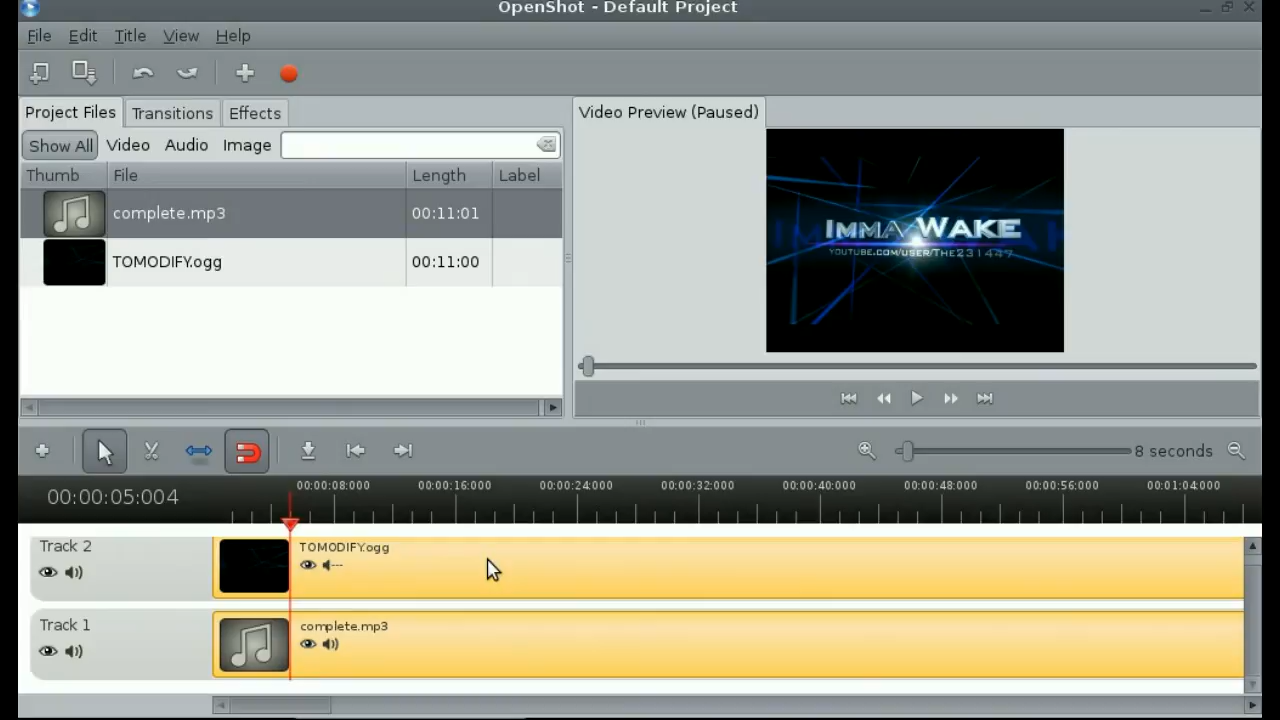 OpenShot - Default Project
File Edit Title View Help
Project Files Transitions Effects
Video Preview (Paused)
Show All Video Audio Image
Thumb File Length Label
complete.mp3 00:11:01
TOMODIFY.ogg 00:11:00
IMMA WAKE
YOUTUBE.COM/USER/THE231447
8 seconds
00:00:05:004
00:00:08:000 00:00:16:000 00:00:24:000 00:00:32:000 00:00:40:000 00:00:48:000 00:00:56:000 00:01:04:000
Track 2
TOMODIFY.ogg
Track 1
complete.mp3